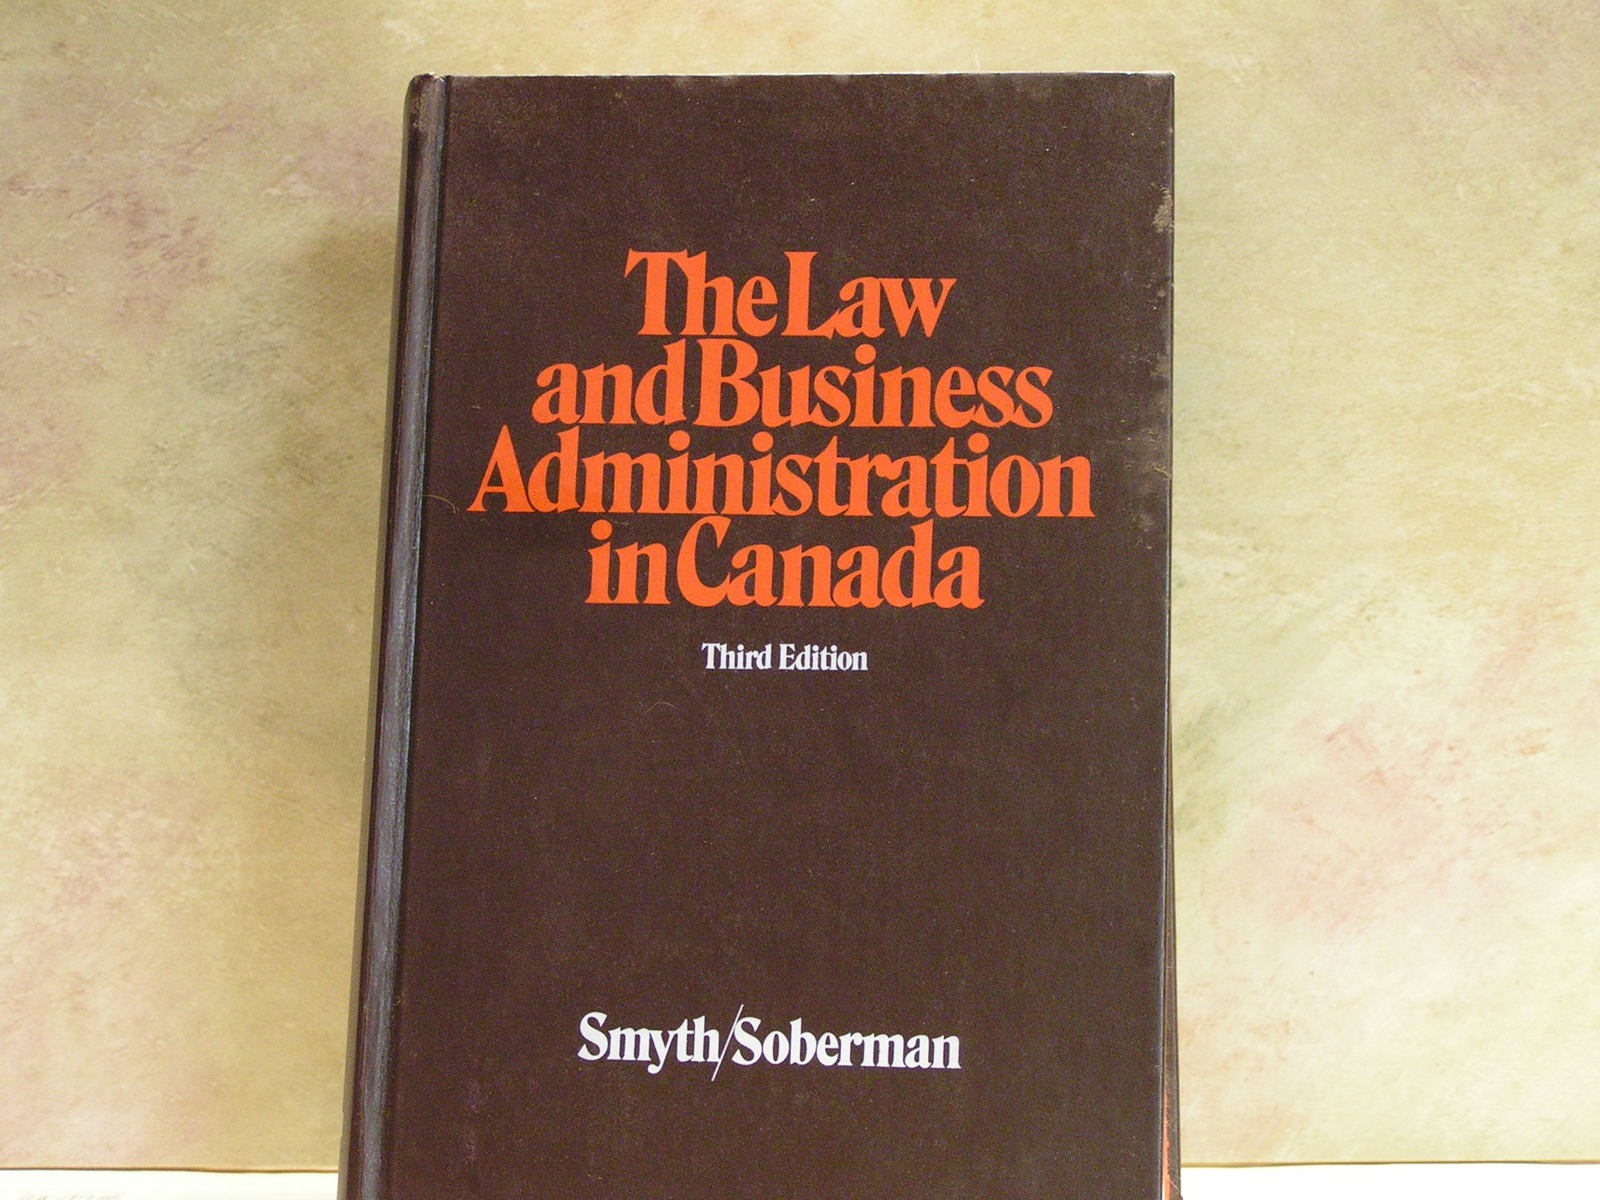 The Law
and Business
Administration
in Canada
Third Edition
Smyth/Soberman